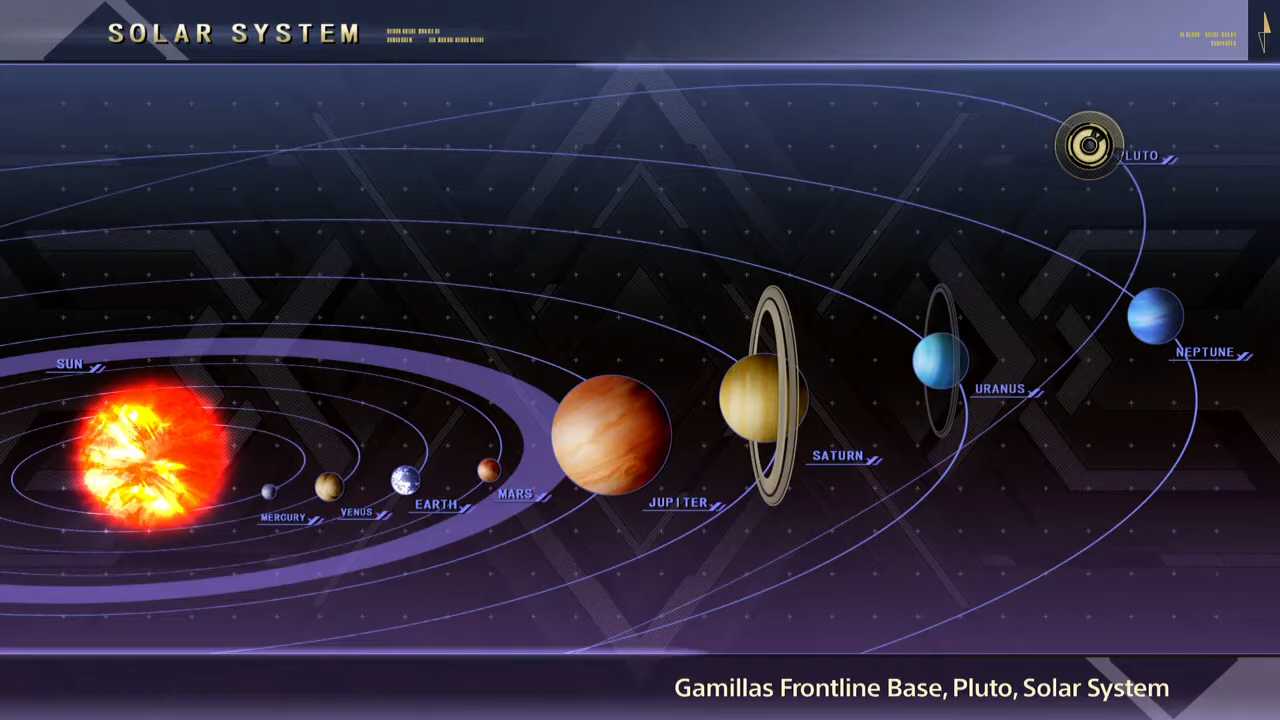 SOLAR SYSTEM
PLUTO
NEPTUNE
SUN
URANUS
SATURN
MARS
JUPITER
EARTH
VENUS
MERCURY
Gamillas Frontline Base, Pluto, Solar System